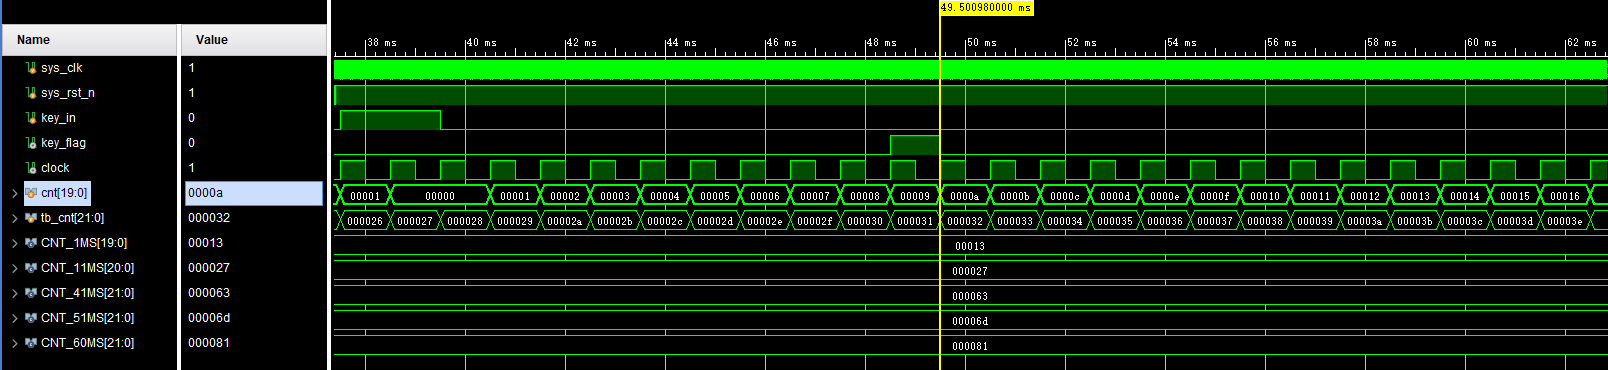 49.500980000 ms
Name Value
38 ms 40 ms 42 ms 44 ms 46 ms 48 ms 50 ms 52 ms 54 ms 56 ms 58 ms 60 ms 62 ms
sys_clk 1
sys_rst_n 1
key_in 0
key_flag 0
clock 1
cnt[19:0] 0000a 00001 00000 00001 00002 00003 00004 00005 00006 00007 00008 00009 0000a 0000b 0000c 0000d 0000e 0000f 00010 00011 00012 00013 00014 00015 00016
tb_cnt[21:0] 000032 000026 000027 000028 000029 00002a 00002b 00002c 00002d 00002e 00002f 000030 000031 000032 000033 000034 000035 000036 000037 000038 000039 00003a 00003b 00003c 00003d 00003e
CNT_1MS[19:0] 00013 00013
CNT_11MS[20:0] 000027 000027
CNT_41MS[21:0] 000063 000063
CNT_51MS[21:0] 00006d 00006d
CNT_60MS[21:0] 000081 000081